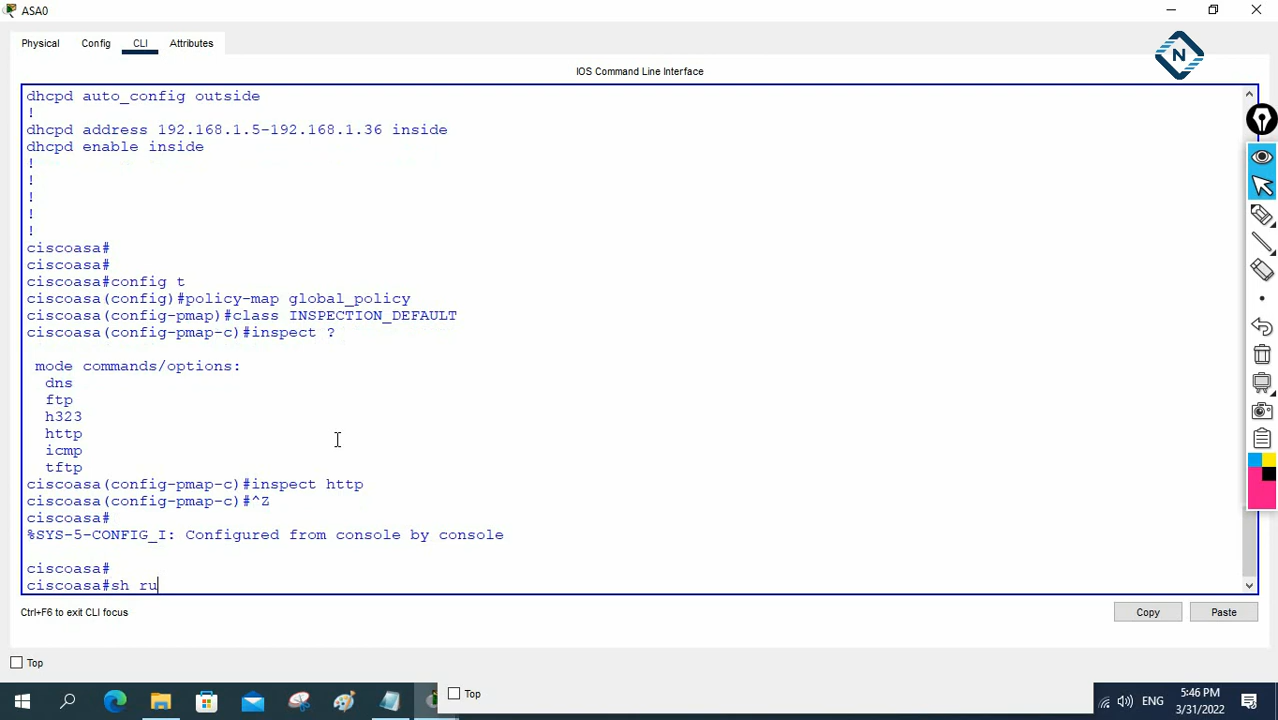 ASA0
Physical Config CLI Attributes
N
IOS Command Line Interface
dhcpd auto_config outside
!
dhcpd address 192.168.1.5-192.168.1.36 inside
dhcpd enable inside
!
!
!
!
!
ciscoasa#
ciscoasa#
ciscoasa#config t
ciscoasa(config)#policy-map global_policy
ciscoasa(config-pmap)#class INSPECTION_DEFAULT
ciscoasa(config-pmap-c)#inspect ?
mode commands/options:
dns
ftp
h323
http
icmp
tftp
ciscoasa(config-pmap-c)#inspect http
ciscoasa(config-pmap-c)#^Z
ciscoasa#
%SYS-5-CONFIG_I: Configured from console by console
ciscoasa#
ciscoasa#sh ru
Ctrl+F6 to exit CLI focus
Copy Paste
Top
Top
ENG
5:46 PM
3/31/2022